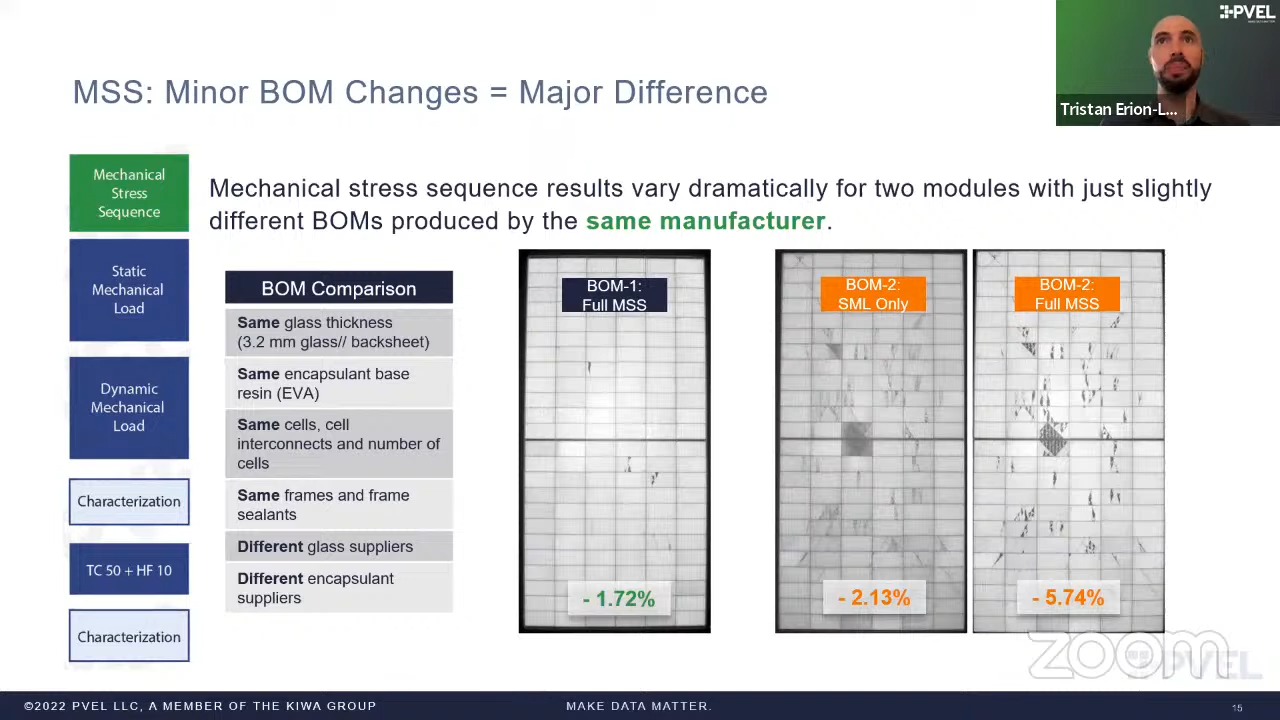 PVEL
Tristan Erion-L...
MSS: Minor BOM Changes = Major Difference
Mechanical
Stress
Sequence
Static
Mechanical
Load
Dynamic
Mechanical
Load
Characterization
TC 50 + HF 10
Characterization
Mechanical stress sequence results vary dramatically for two modules with just slightly
different BOMs produced by the same manufacturer.
BOM Comparison
Same glass thickness
(3.2 mm glass// backsheet)
Same encapsulant base
resin (EVA)
Same cells, cell
interconnects and number of
cells
Same frames and frame
sealants
Different glass suppliers
Different encapsulant
suppliers
BOM-1:
Full MSS
- 1.72%
BOM-2:
SML Only
- 2.13%
BOM-2:
Full MSS
- 5.74%
zoom
PVEL
©2022 PVEL LLC, A MEMBER OF THE KIWA GROUP
MAKE DATA MATTER.
15